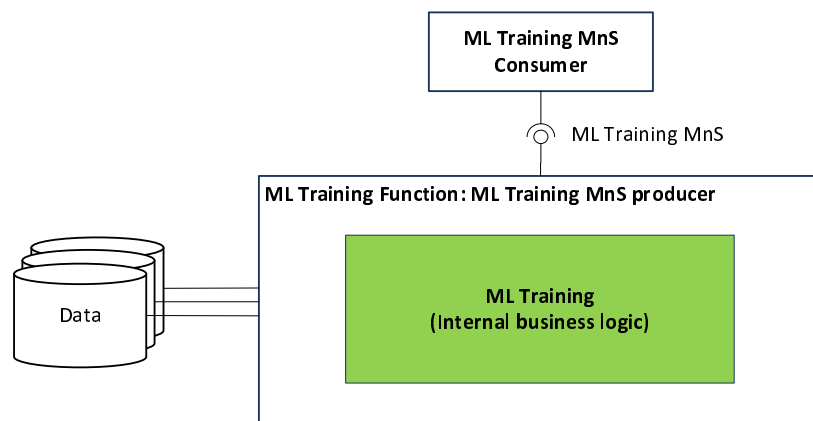 ML Training MnS
Consumer
ML Training MnS
ML Training Function: ML Training MnS producer
Data
ML Training
(Internal business logic)